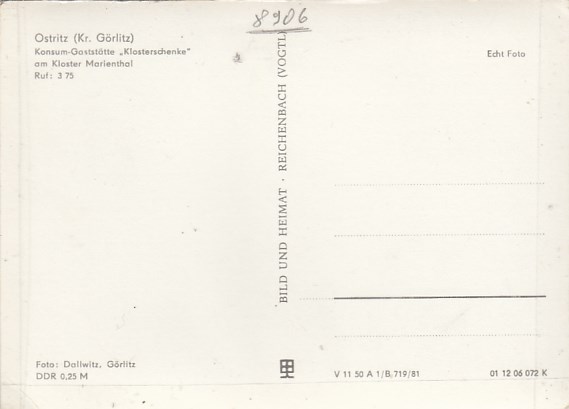 8906
Ostritz (Kr. Görlitz)
Konsum-Gaststätte „Klosterschenke"
am Kloster Marienthal
Ruf: 3 75
Echt Foto
BILD UND HEIMAT · REICHENBACH (VOGTL)
Foto: Dallwitz, Görlitz
DDR 0,25 M
V 11 50 A 1/B, 719/81
01 12 06 072 K